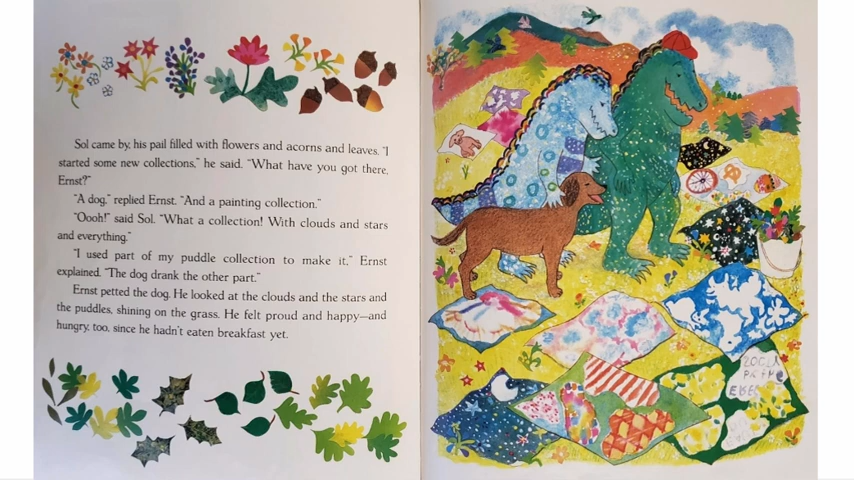 Sol came by, his pail filled with flowers and acorns and leaves. "I
started some new collections," he said. "What have you got there,
Ernst?"
"A dog," replied Ernst. "And a painting collection."
"Oooh!" said Sol. "What a collection! With clouds and stars
and everything."
"I used part of my puddle collection to make it," Ernst
explained. "The dog drank the other part."
Ernst petted the dog. He looked at the clouds and the stars and
the puddles, shining on the grass. He felt proud and happy—and
hungry, too, since he hadn't eaten breakfast yet.